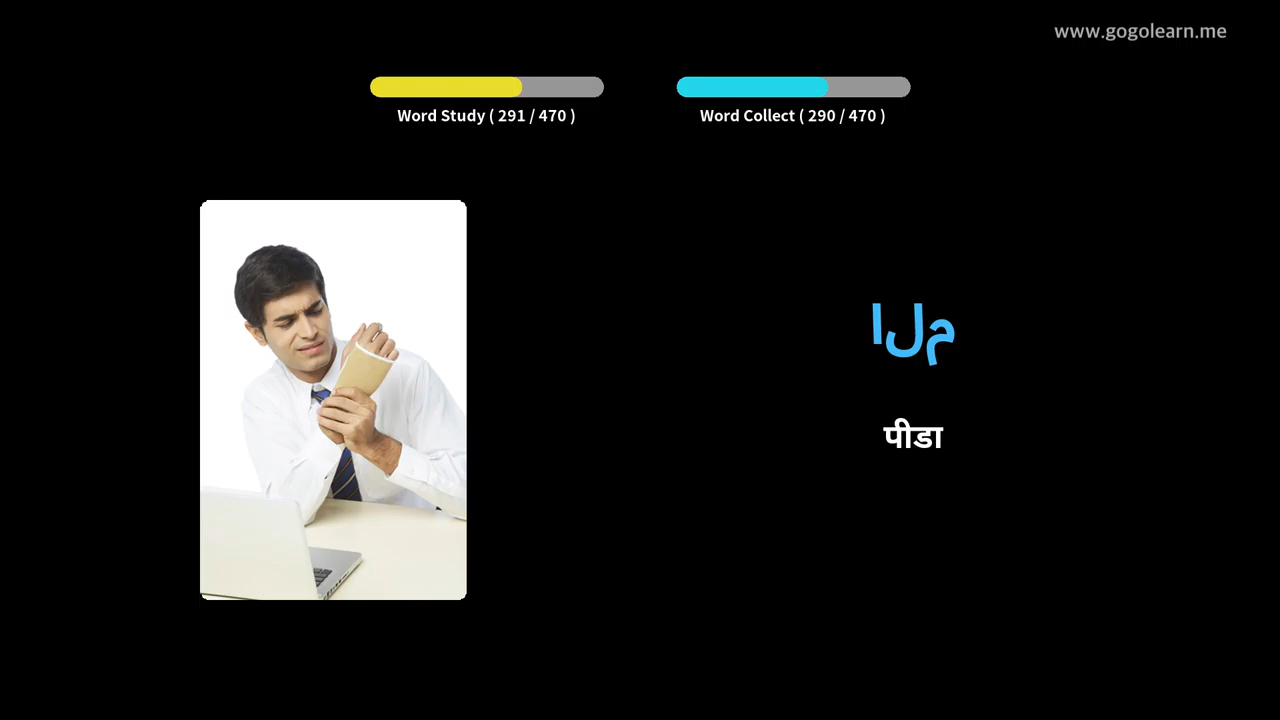 www.gogolearn.me
Word Study ( 291 / 470 )
Word Collect ( 290 / 470 )
الم
पीडा